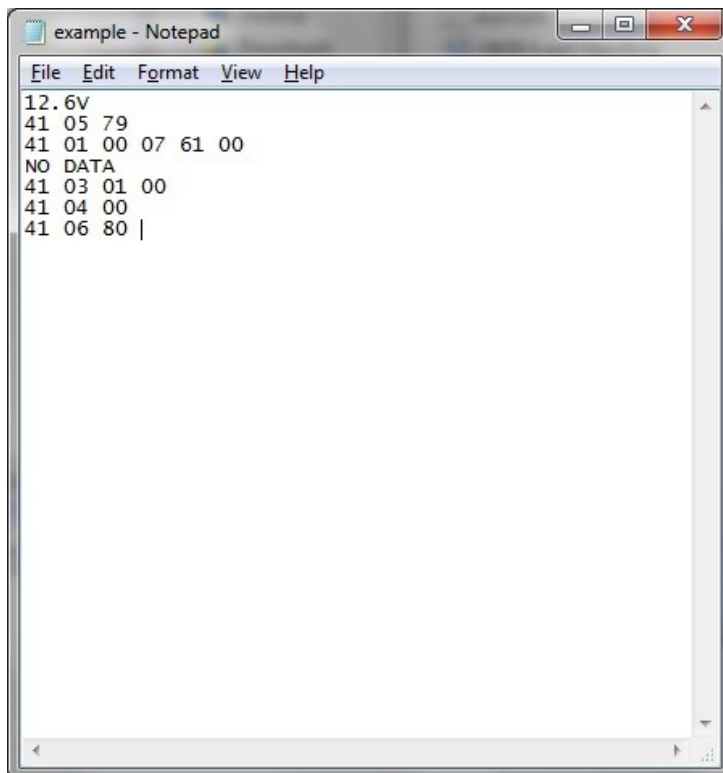 example - Notepad
File Edit Format View Help
12.6V
41 05 79
41 01 00 07 61 00
NO DATA
41 03 01 00
41 04 00
41 06 80